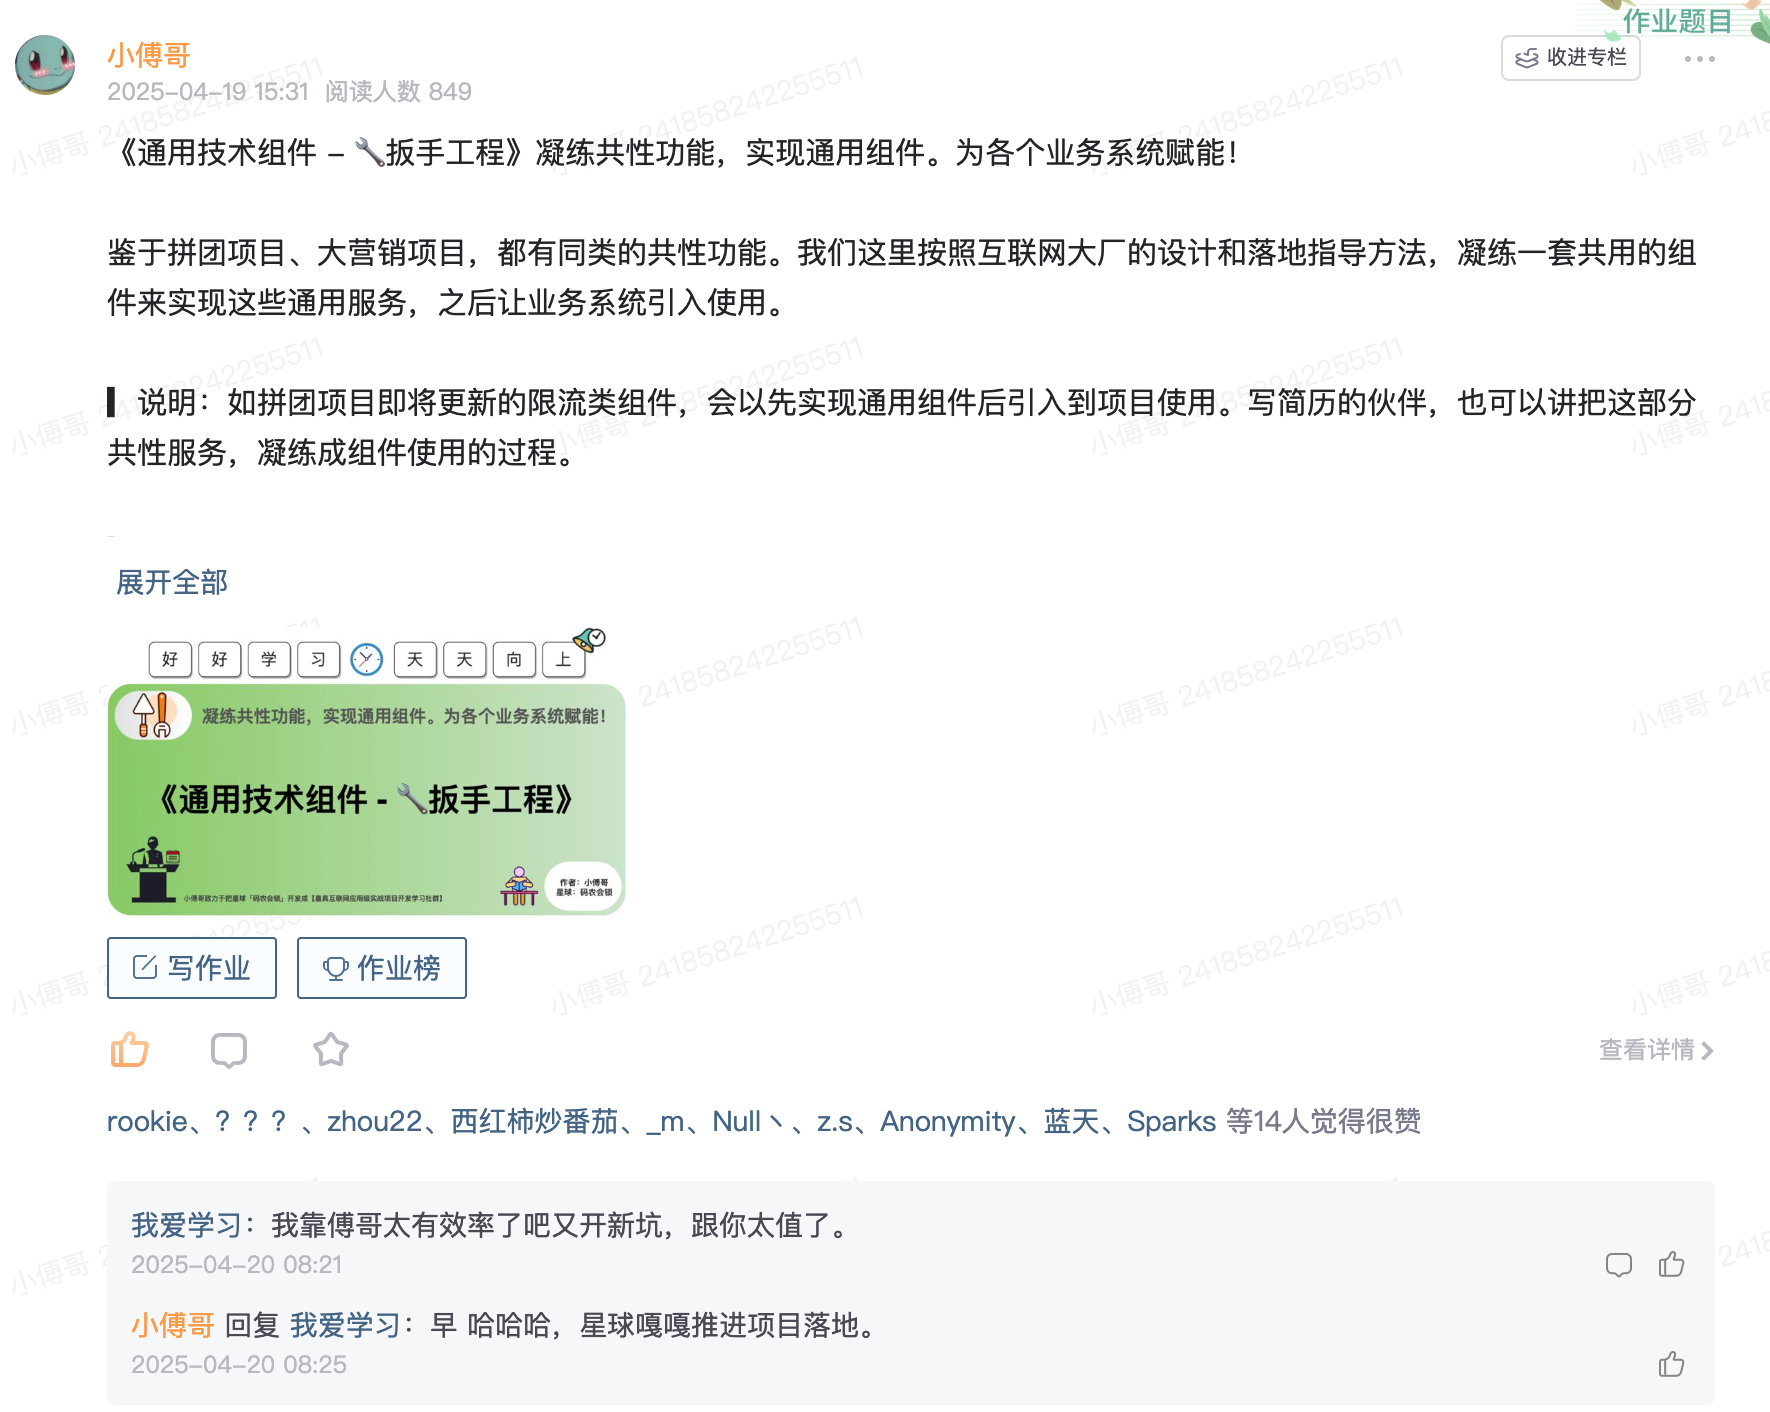 作业题目
小傅哥
收进专栏
2025-04-19 15:31 阅读人数 849
《通用技术组件 - 🔧扳手工程》凝练共性功能，实现通用组件。为各个业务系统赋能！
鉴于拼团项目、大营销项目，都有同类的共性功能。我们这里按照互联网大厂的设计和落地指导方法，凝练一套共用的组
件来实现这些通用服务，之后让业务系统引入使用。
▍说明：如拼团项目即将更新的限流类组件，会以先实现通用组件后引入到项目使用。写简历的伙伴，也可以讲把这部分
共性服务，凝练成组件使用的过程。
展开全部
好好学习天天向上
凝练共性功能，实现通用组件。为各个业务系统赋能！
《通用技术组件 - 🔧扳手工程》
作者：小傅哥
星球：码农会锁
小傅哥致力于把星球「码农会锁」开发成【最真互联网应用级实战项目开发学习社群】
写作业 作业榜
查看详情
rookie、？？？、zhou22、西红柿炒番茄、_m、Null丶、z.s、Anonymity、蓝天、Sparks 等14人觉得很赞
我爱学习：我靠傅哥太有效率了吧又开新坑，跟你太值了。
2025-04-20 08:21
小傅哥 回复 我爱学习：早 哈哈哈，星球嘎嘎推进项目落地。
2025-04-20 08:25
小傅哥 241858242255511